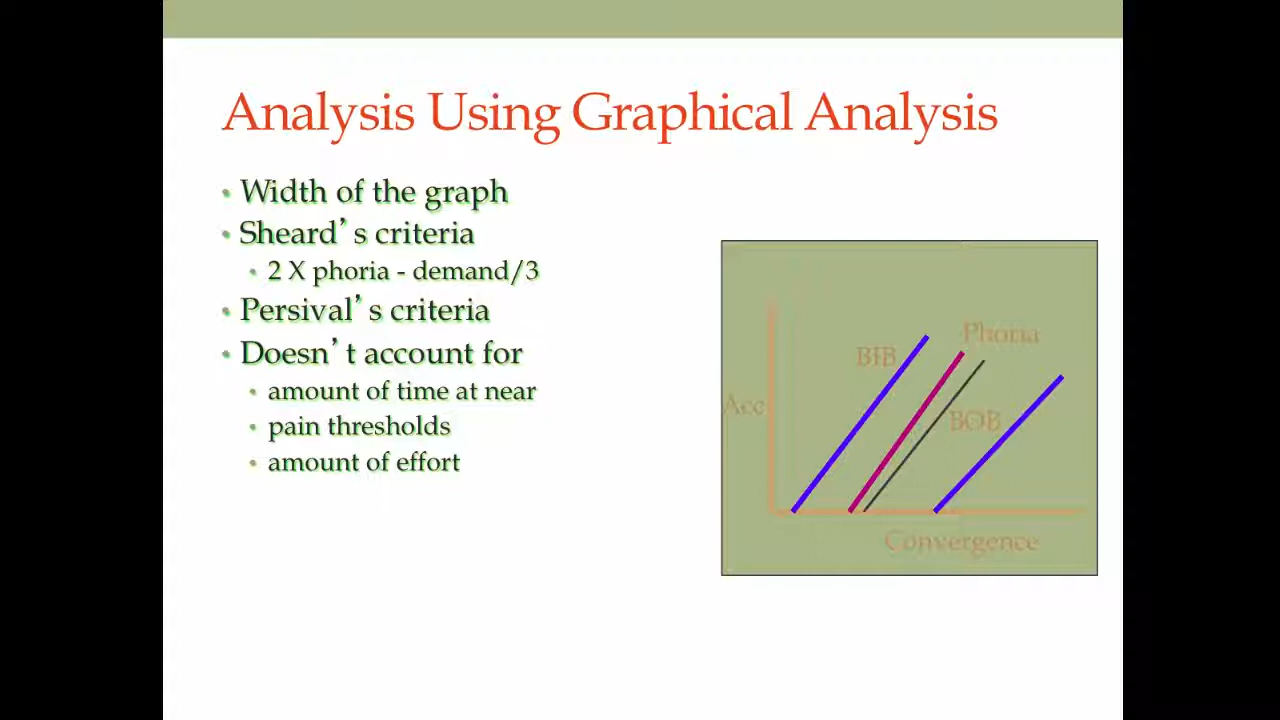 Analysis Using Graphical Analysis
• Width of the graph
• Sheard’s criteria
• 2 X phoria - demand/3
• Persival’s criteria
• Doesn’t account for
• amount of time at near
• pain thresholds
• amount of effort
Phoria
BIB
Acc
BOB
Convergence